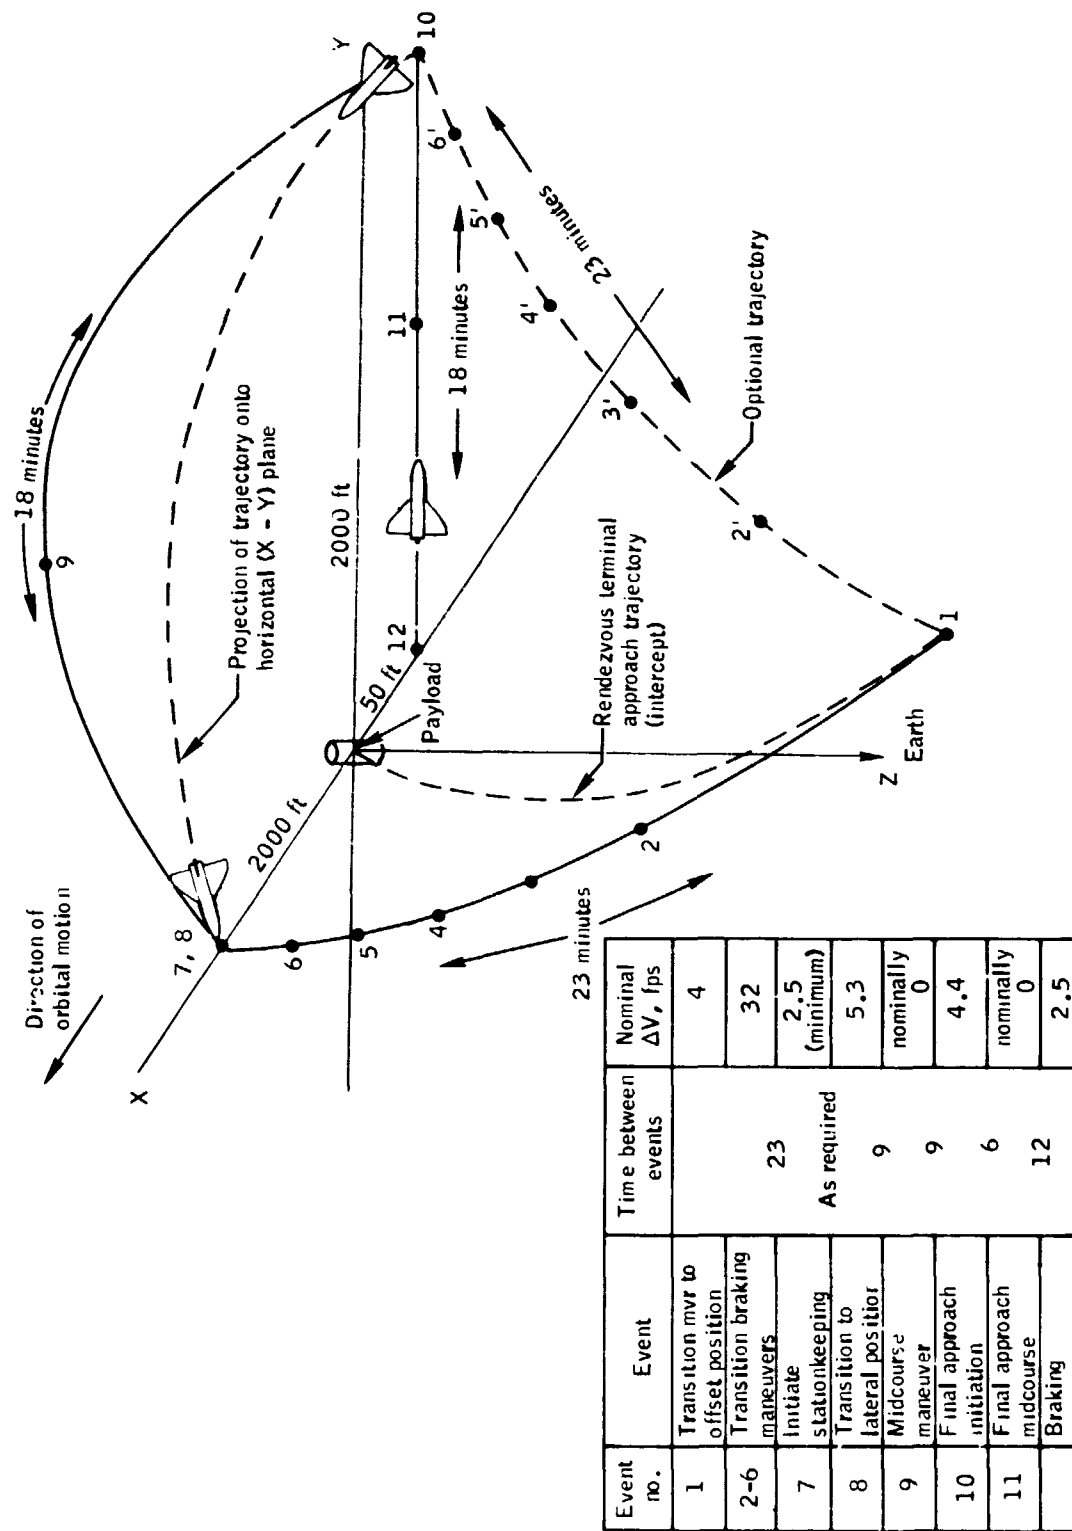 Direction of
orbital motion
X
7, 8
6
5
4
2
23 minutes
2000 ft
9
18 minutes
Projection of trajectory onto
horizontal (X - Y) plane
Payload
50 ft
12
2000 ft
11
18 minutes
Y
10
6'
5'
4'
3'
2'
1
23 minutes
Optional trajectory
Rendezvous terminal
approach trajectory
(intercept)
Z
Earth
Event
no.
Event
Time between
events
Nominal
ΔV, fps
1
Transition mvr to
offset position
4
2-6
Transition braking
maneuvers
32
23
7
Initiate
stationkeeping
2.5
(minimum)
As required
8
Transition to
lateral position
5.3
9
9
Midcourse
maneuver
nominally
0
9
10
Final approach
initiation
4.4
6
11
Final approach
midcourse
nominally
0
12
Braking
2.5